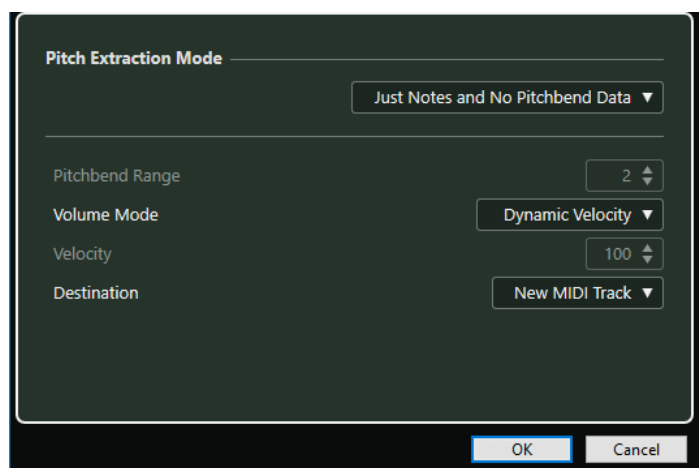 Pitch Extraction Mode
Just Notes and No Pitchbend Data
Pitchbend Range 2
Volume Mode Dynamic Velocity
Velocity 100
Destination New MIDI Track
OK Cancel